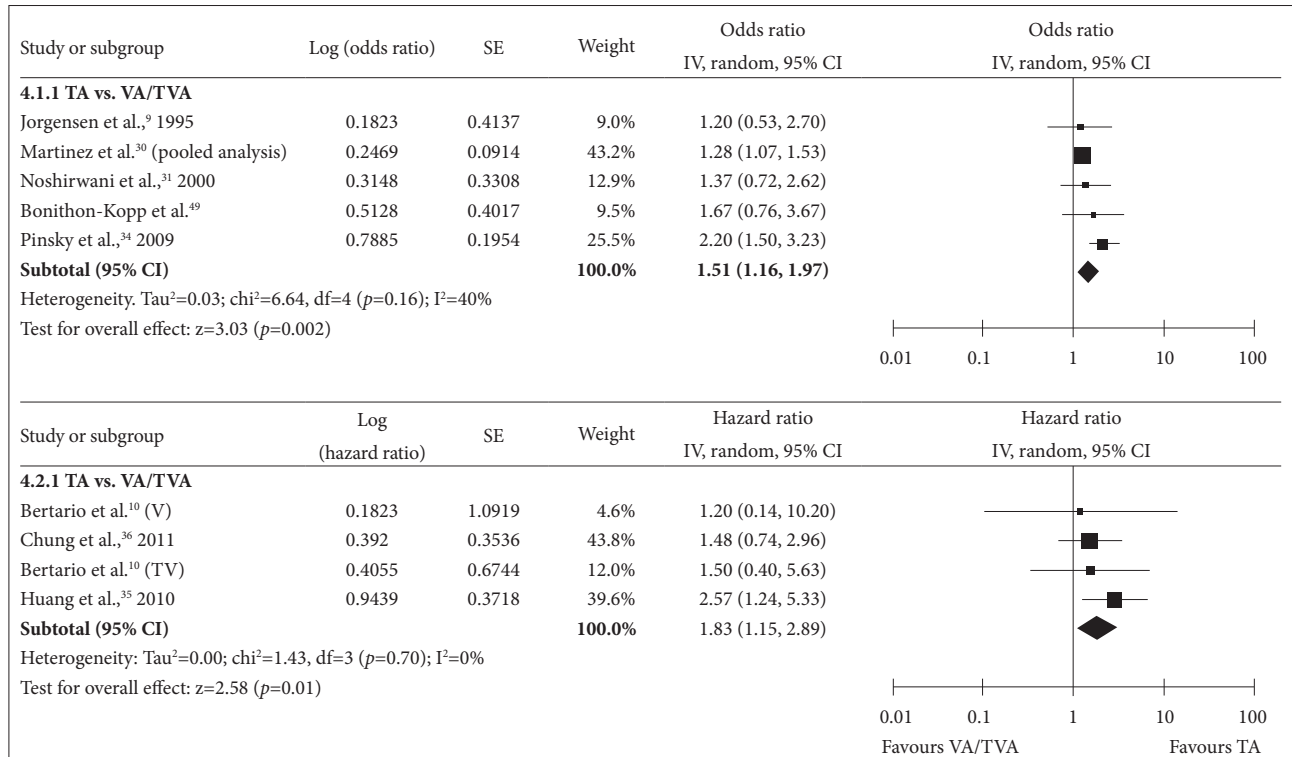 Study or subgroup Log (odds ratio) SE Weight Odds ratio IV, random, 95% CI Odds ratio IV, random, 95% CI
4.1.1 TA vs. VA/TVA
Jorgensen et al.,⁹ 1995 0.1823 0.4137 9.0% 1.20 (0.53, 2.70)
Martinez et al.³⁰ (pooled analysis) 0.2469 0.0914 43.2% 1.28 (1.07, 1.53)
Noshirwani et al.,³¹ 2000 0.3148 0.3308 12.9% 1.37 (0.72, 2.62)
Bonithon-Kopp et al.⁴⁹ 0.5128 0.4017 9.5% 1.67 (0.76, 3.67)
Pinsky et al.,³⁴ 2009 0.7885 0.1954 25.5% 2.20 (1.50, 3.23)
Subtotal (95% CI) 100.0% 1.51 (1.16, 1.97)
Heterogeneity. Tau²=0.03; chi²=6.64, df=4 (p=0.16); I²=40%
Test for overall effect: z=3.03 (p=0.002)
0.01 0.1 1 10 100
Study or subgroup Log (hazard ratio) SE Weight Hazard ratio IV, random, 95% CI Hazard ratio IV, random, 95% CI
4.2.1 TA vs. VA/TVA
Bertario et al.¹⁰ (V) 0.1823 1.0919 4.6% 1.20 (0.14, 10.20)
Chung et al.,³⁶ 2011 0.392 0.3536 43.8% 1.48 (0.74, 2.96)
Bertario et al.¹⁰ (TV) 0.4055 0.6744 12.0% 1.50 (0.40, 5.63)
Huang et al.,³⁵ 2010 0.9439 0.3718 39.6% 2.57 (1.24, 5.33)
Subtotal (95% CI) 100.0% 1.83 (1.15, 2.89)
Heterogeneity: Tau²=0.00; chi²=1.43, df=3 (p=0.70); I²=0%
Test for overall effect: z=2.58 (p=0.01)
0.01 0.1 1 10 100
Favours VA/TVA Favours TA